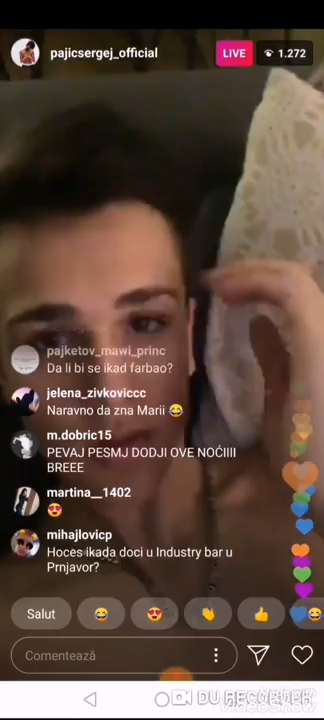 pajicsergej_official
LIVE
1.272
pajketov_mawi_princ
Da li bi se ikad farbao?
jelena_zivkoviccc
Naravno da zna Marii 😂
m.dobric15
PEVAJ PESMJ DODJI OVE NOĆIIII
BREEE
martina__1402
😍
mihajlovicp
Hoces ikada doci u Industry bar u
Prnjavor?
Salut 😂 😍 👏 👍 😂
Comentează
DU RECORDER